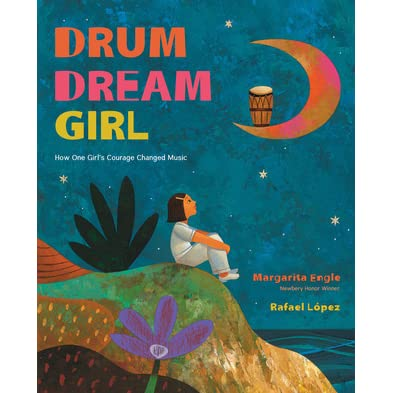 DRUM
DREAM
GIRL
How One Girl's Courage Changed Music
Margarita Engle
Newbery Honor Winner
Rafael López